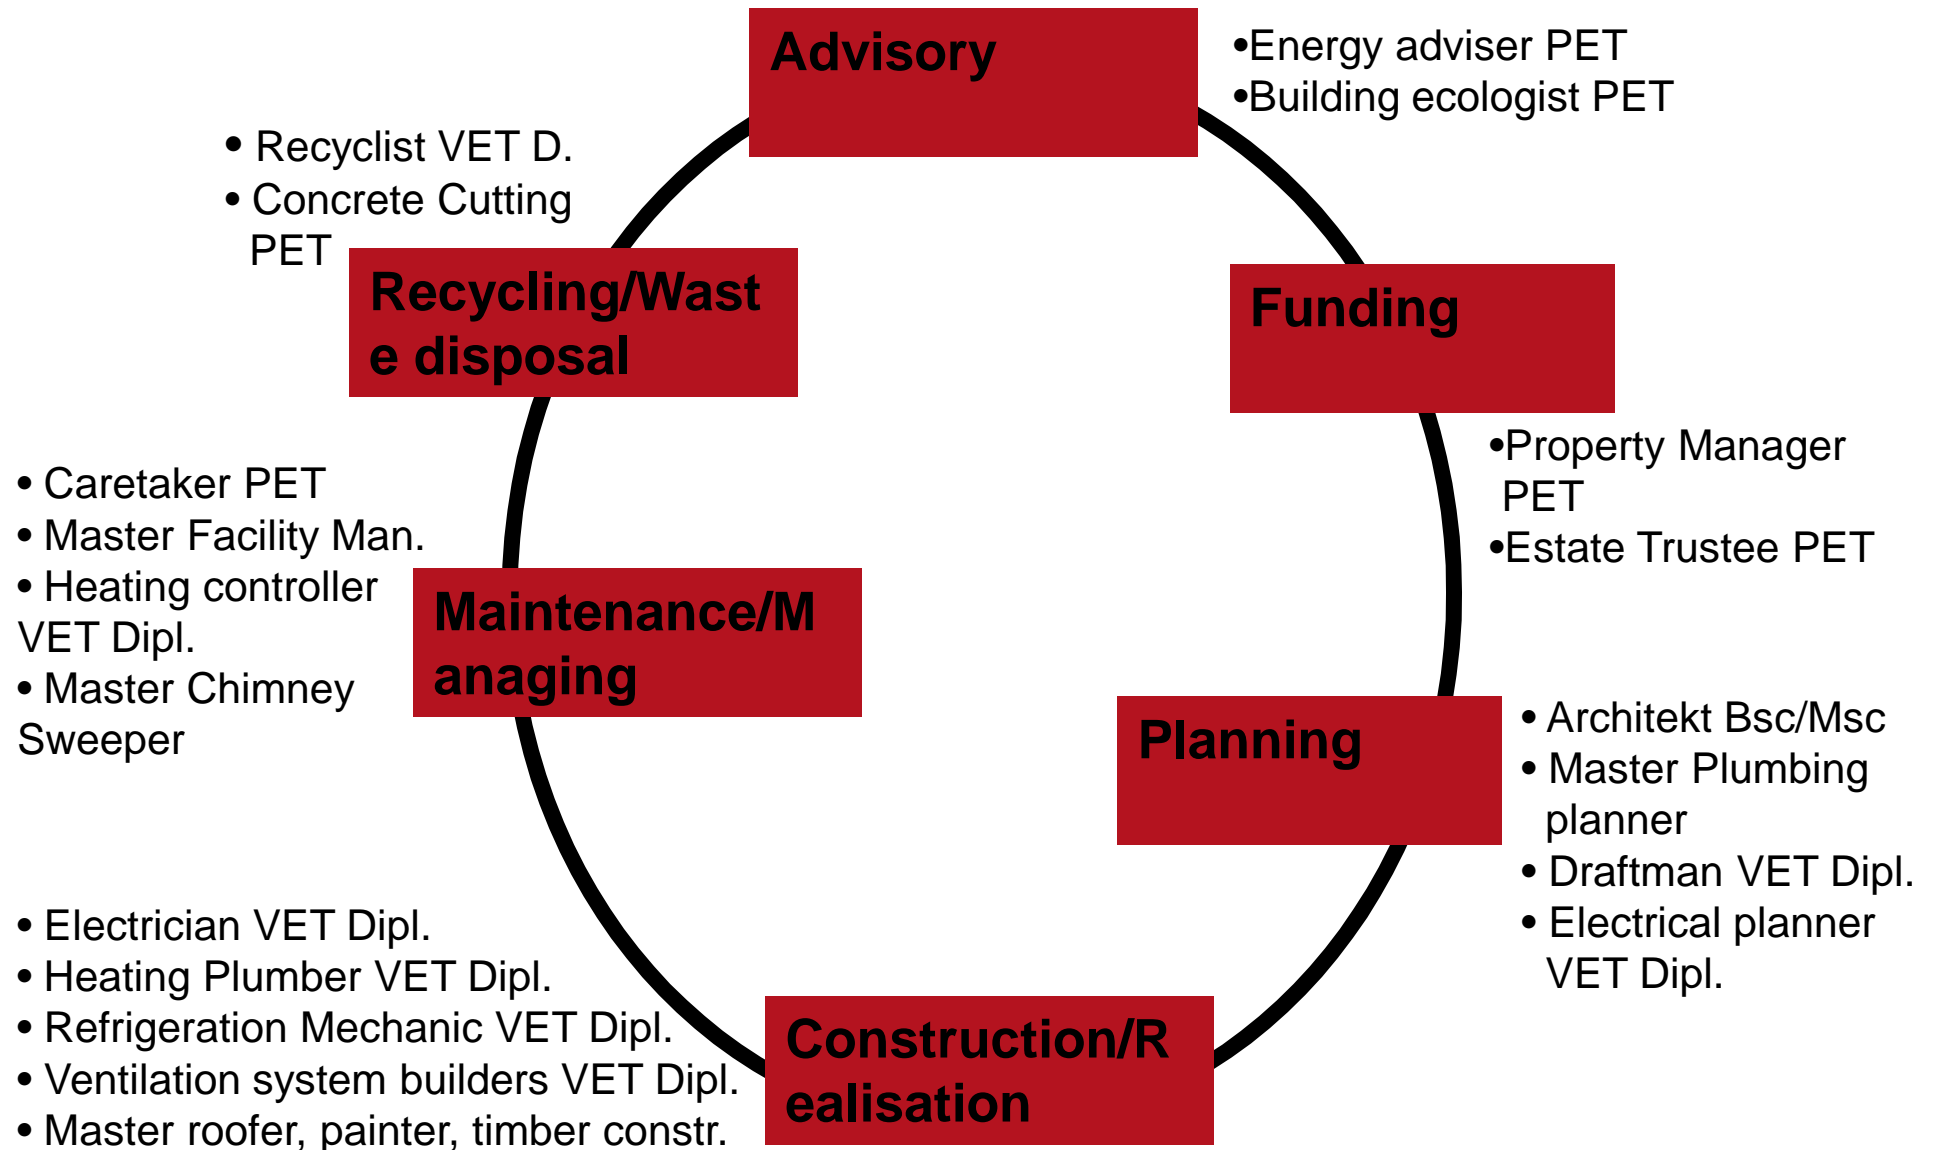 Advisory
•Energy adviser PET
•Building ecologist PET
• Recyclist VET D.
• Concrete Cutting
PET
Recycling/Wast
e disposal
Funding
•Property Manager
PET
•Estate Trustee PET
• Caretaker PET
• Master Facility Man.
• Heating controller
VET Dipl.
• Master Chimney
Sweeper
Maintenance/M
anaging
Planning
• Architekt Bsc/Msc
• Master Plumbing
planner
• Draftman VET Dipl.
• Electrical planner
VET Dipl.
• Electrician VET Dipl.
• Heating Plumber VET Dipl.
• Refrigeration Mechanic VET Dipl.
• Ventilation system builders VET Dipl.
• Master roofer, painter, timber constr.
Construction/R
ealisation